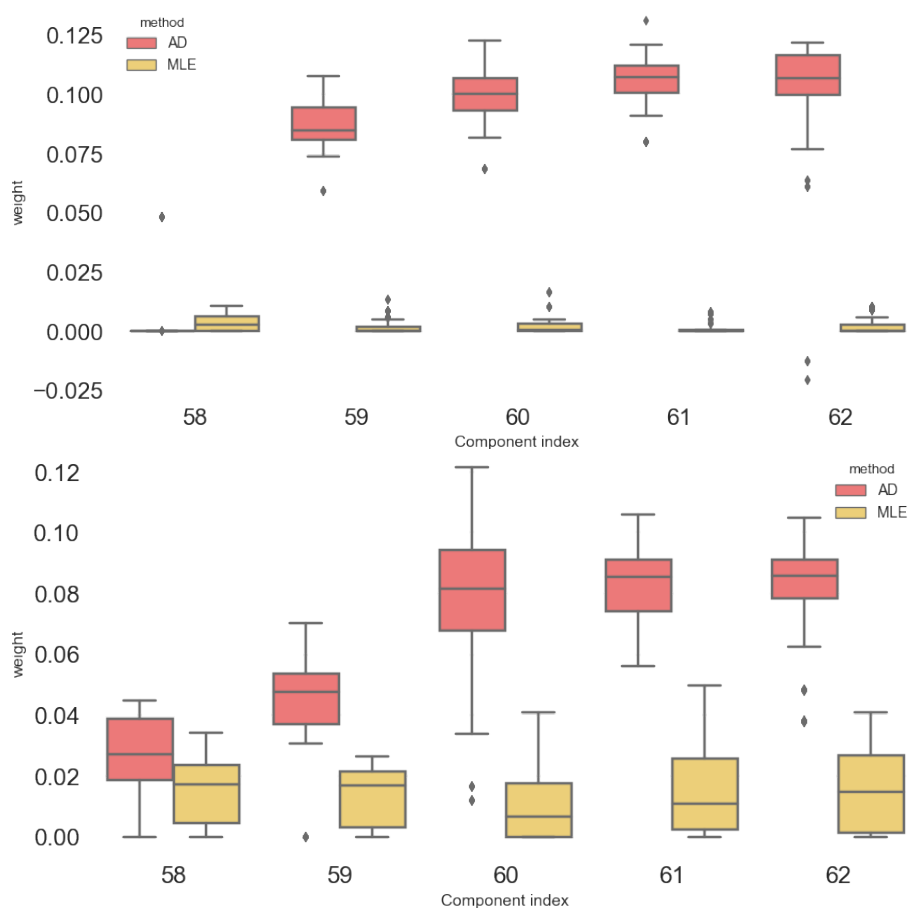 method
AD
MLE
0.125
0.100
0.075
0.050
0.025
0.000
−0.025
weight
58 59 60 61 62
Component index
method
AD
MLE
0.12
0.10
0.08
0.06
0.04
0.02
0.00
weight
58 59 60 61 62
Component index